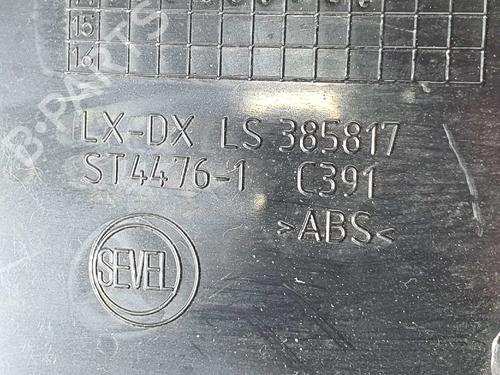 15
16
LX-DX LS 385817
ST4476-1 C391
>ABS<
SEVEL
B-PARTS